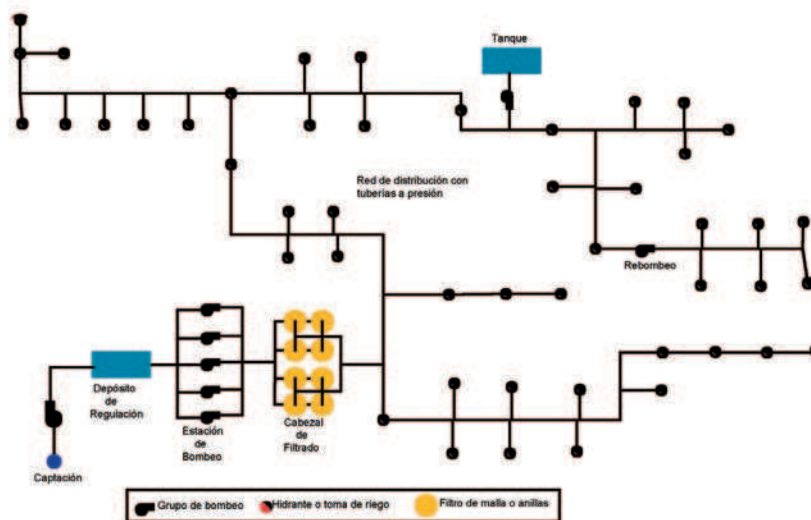 Tanque
Red de distribución con
tuberías a presión
Rebombeo
Depósito
de
Regulación
Estación
de
Bombeo
Cabezal
de
Filtrado
Captación
Grupo de bombeo
Hidrante o toma de riego
Filtro de malla o anillas